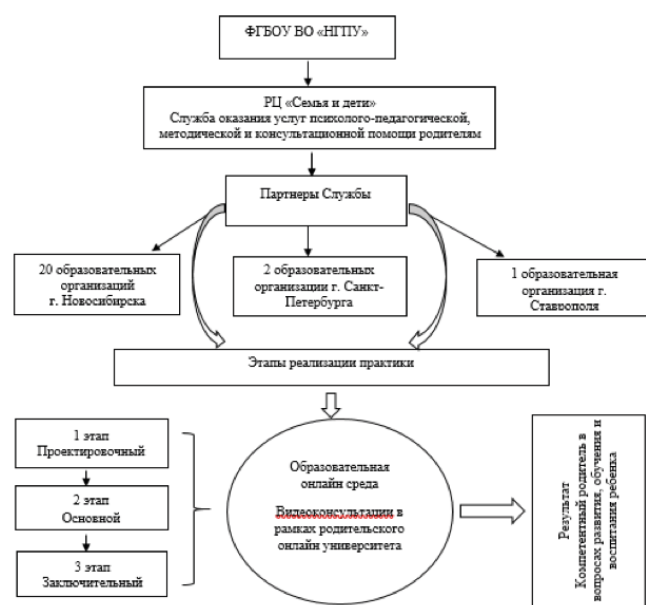 ФГБОУ ВО «НГПУ»
РЦ «Семья и дети»
Служба оказания услуг психолого-педагогической,
методической и консультационной помощи родителям
Партнеры Службы
20 образовательных
организаций
г. Новосибирска
2 образовательных
организации г. Санкт-
Петербурга
1 образовательная
организация г.
Ставрополя
Этапы реализации практики
1 этап
Проектировочный
2 этап
Основной
3 этап
Заключительный
Образовательная
онлайн среда
Видеоконсультации в
рамках родительского
онлайн университета
Результат
Компетентный родитель в
вопросах развития, обучения и
воспитания ребенка